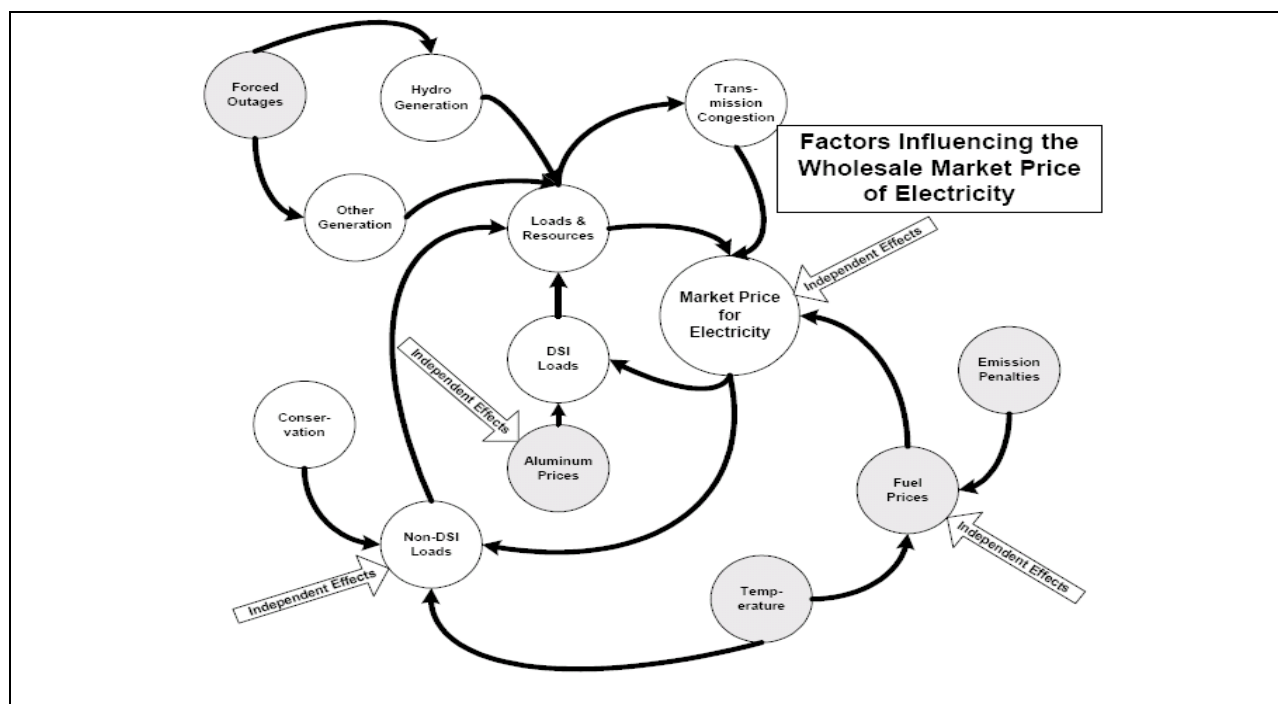 Forced
Outages
Hydro
Generation
Trans-
mission
Congestion
Factors Influencing the
Wholesale Market Price
of Electricity
Other
Generation
Loads &
Resources
Independent Effects
Market Price
for
Electricity
DSI
Loads
Independent Effects
Emission
Penalties
Conser-
vation
Aluminum
Prices
Fuel
Prices
Non-DSI
Loads
Independent Effects
Independent Effects
Temp-
erature